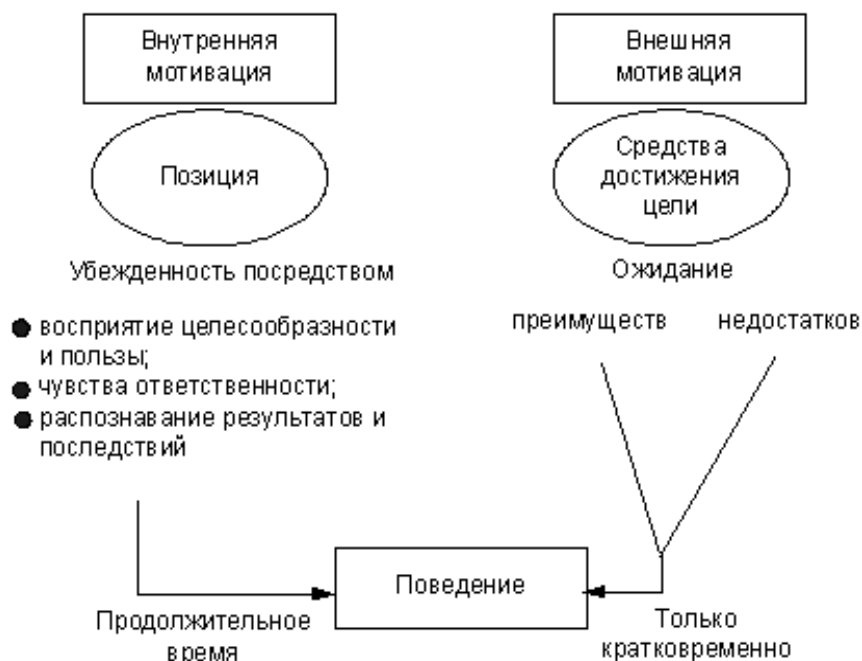 Внутренняя
мотивация
Внешняя
мотивация
Позиция
Средства
достижения
цели
Убежденность посредством
Ожидание
преимуществ
недостатков
● восприятие целесообразности
и пользы;
● чувства ответственности;
● распознавание результатов и
последствий
Поведение
Продолжительное
время
Только
кратковременно